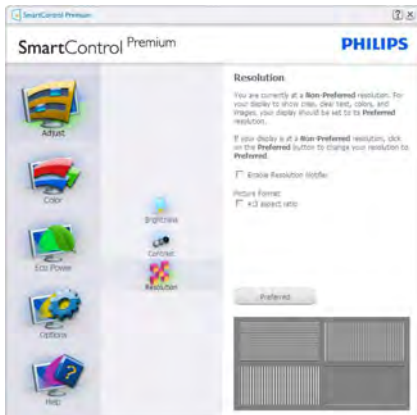 SmartControl Premium
SmartControl Premium
PHILIPS
Adjust
Color
Eco Power
Options
Help
Brightness
Contrast
Resolution
Resolution
You are currently at a Non-Preferred resolution. For
your display to show crisp, clear text, colors, and
images, your display should be set to its Preferred
resolution.
If your display is at a Non-Preferred resolution, click
on the Preferred button to change your resolution to
Preferred.
Enable Resolution Notifier
Picture Format:
4:3 aspect ratio
Preferred